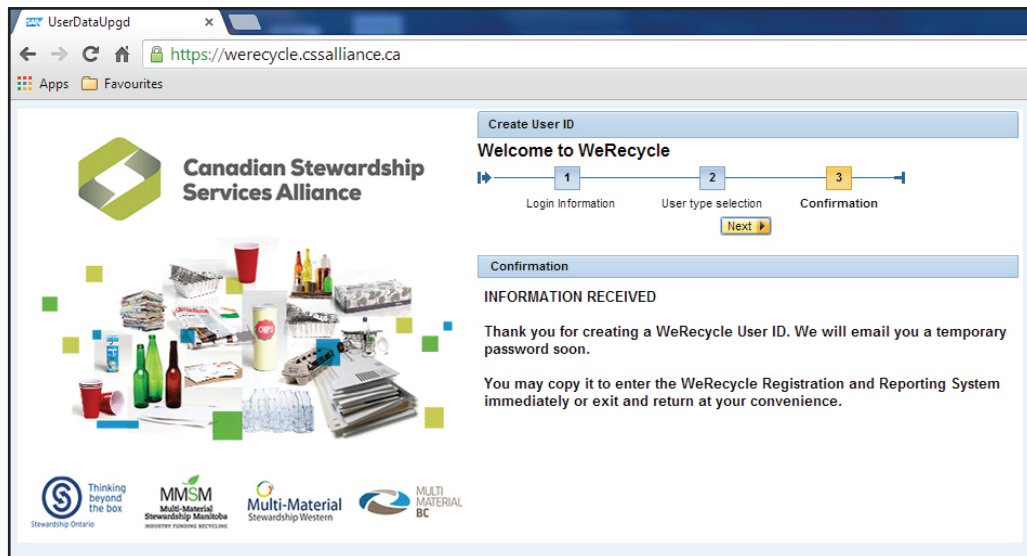 UserDataUpgd
https://werecycle.cssalliance.ca
Apps Favourites
Canadian Stewardship
Services Alliance
CHIPS
Thinking
beyond
the box
Stewardship Ontario
MMSM
Multi-Material
Stewardship Manitoba
INDUSTRY FUNDING RECYCLING
Multi-Material
Stewardship Western
MULTI
MATERIAL
BC
Create User ID
Welcome to WeRecycle
1 2 3
Login Information User type selection Confirmation
Next
Confirmation
INFORMATION RECEIVED
Thank you for creating a WeRecycle User ID. We will email you a temporary
password soon.
You may copy it to enter the WeRecycle Registration and Reporting System
immediately or exit and return at your convenience.